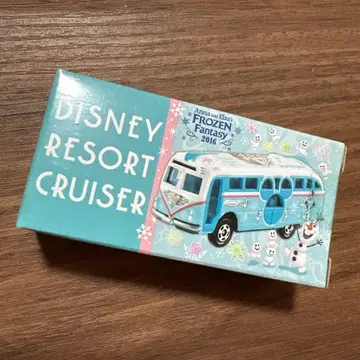 DISNEY
RESORT
CRUISER
Anna and Elsa's
FROZEN
Fantasy
2016